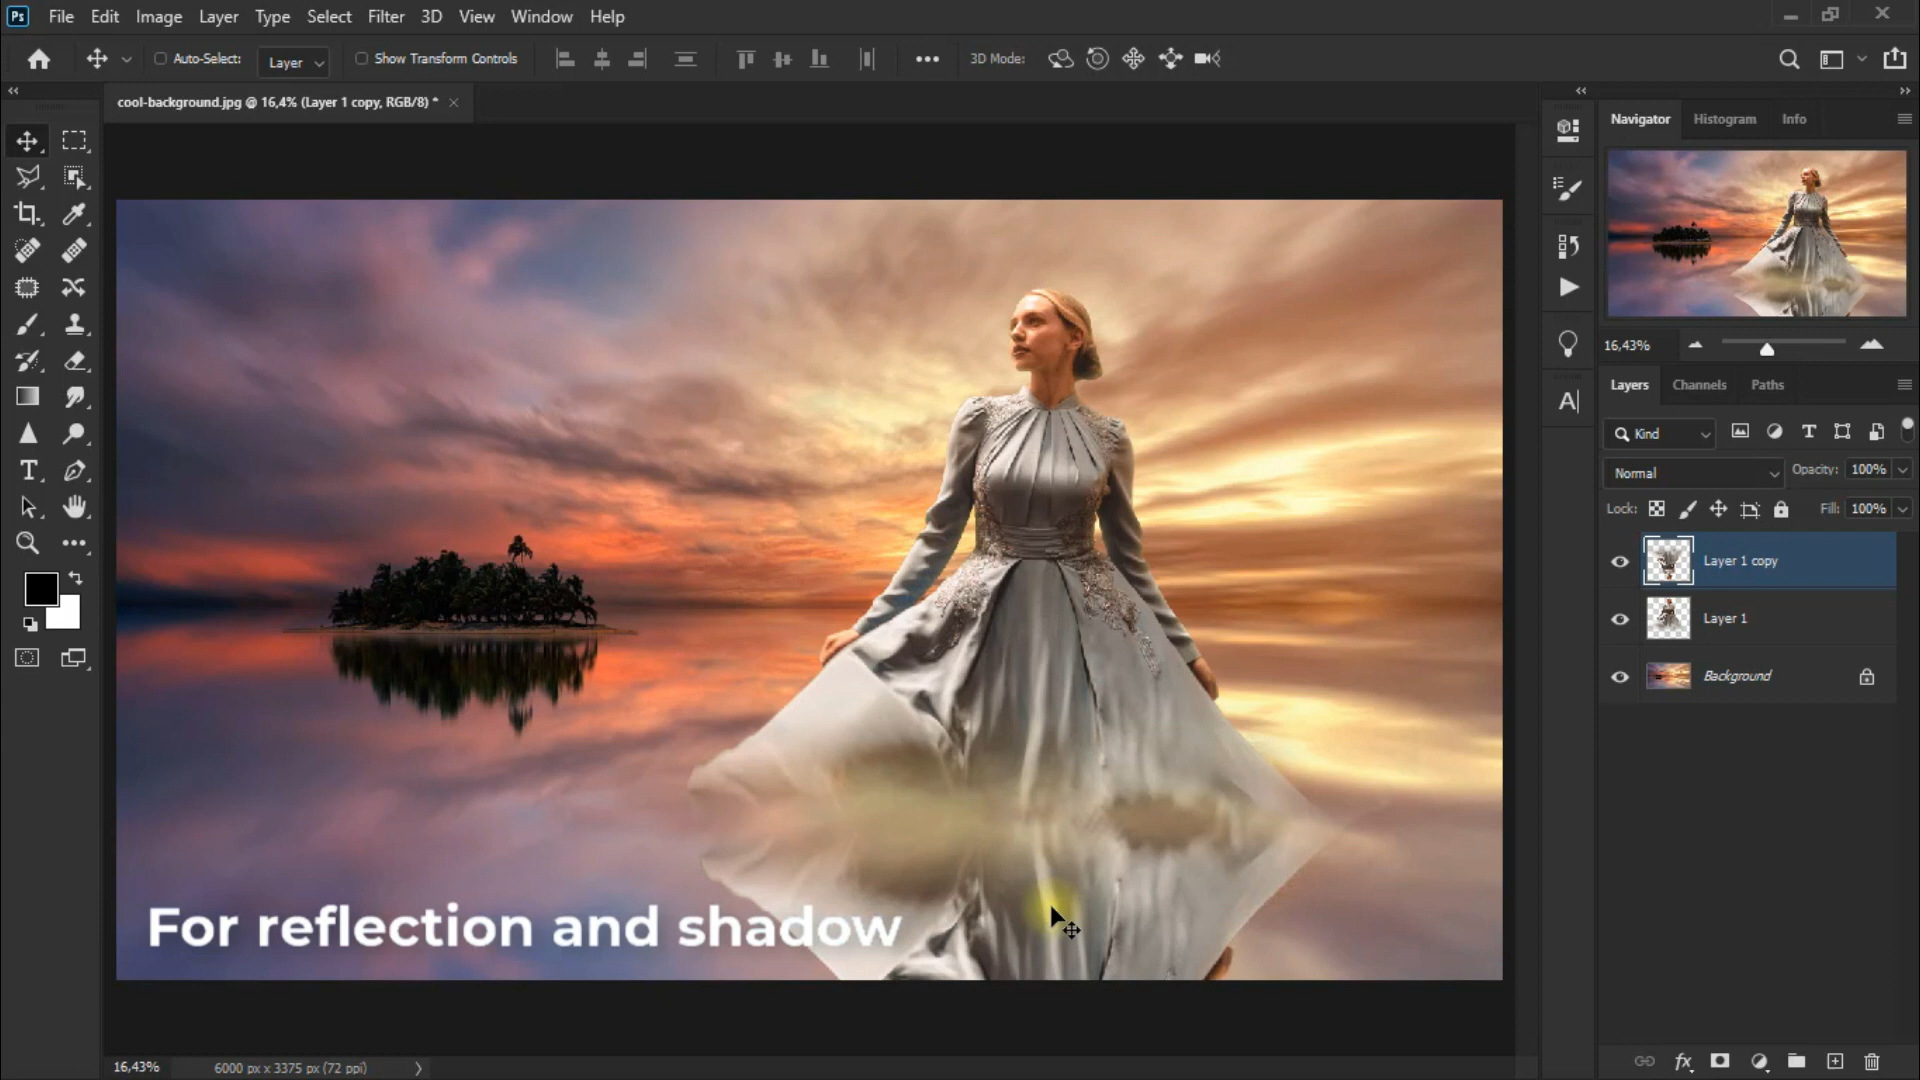 Ps File Edit Image Layer Type Select Filter 3D View Window Help
Auto-Select: Layer Show Transform Controls 3D Mode:
cool-background.jpg @ 16,4% (Layer 1 copy, RGB/8) *
Navigator Histogram Info
16,43%
Layers Channels Paths
Kind
Normal Opacity: 100%
Lock: Fill: 100%
Layer 1 copy
Layer 1
Background
For reflection and shadow
16,43% 6000 px x 3375 px (72 ppi)